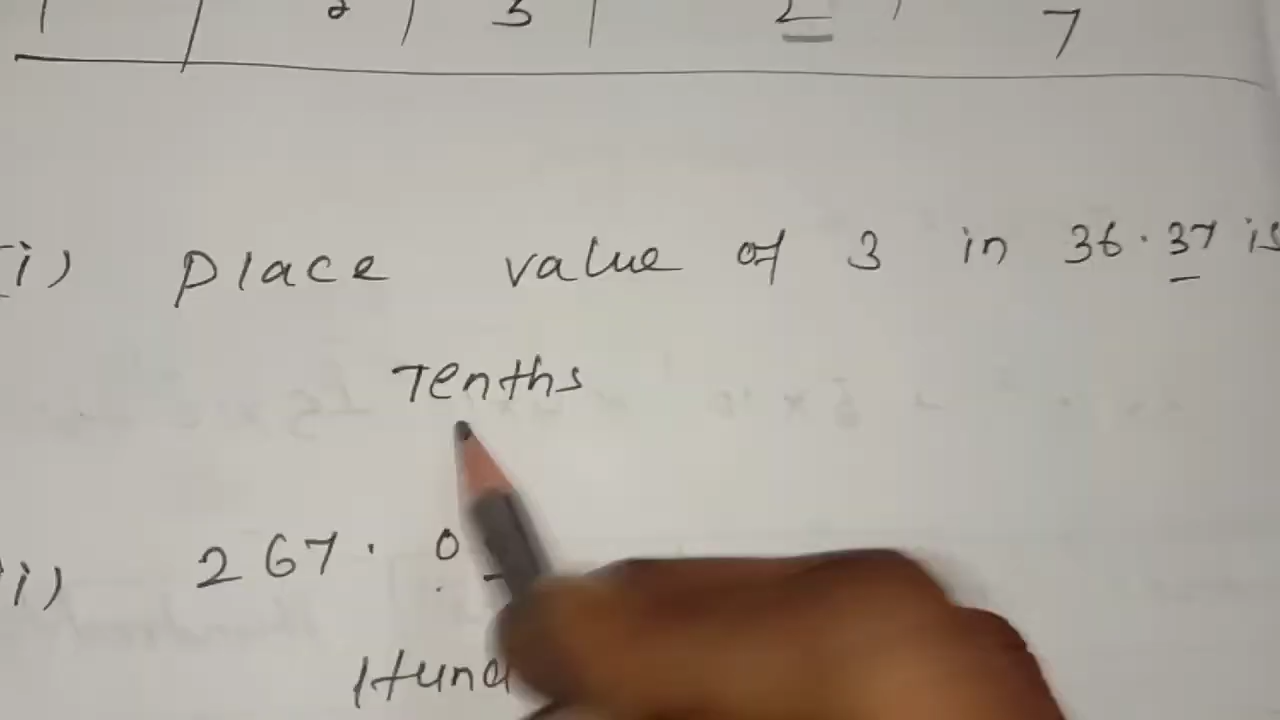 2 3 2 7
i) place value of 3 in 36.37 is
Tenths
i) 267.0
Hund